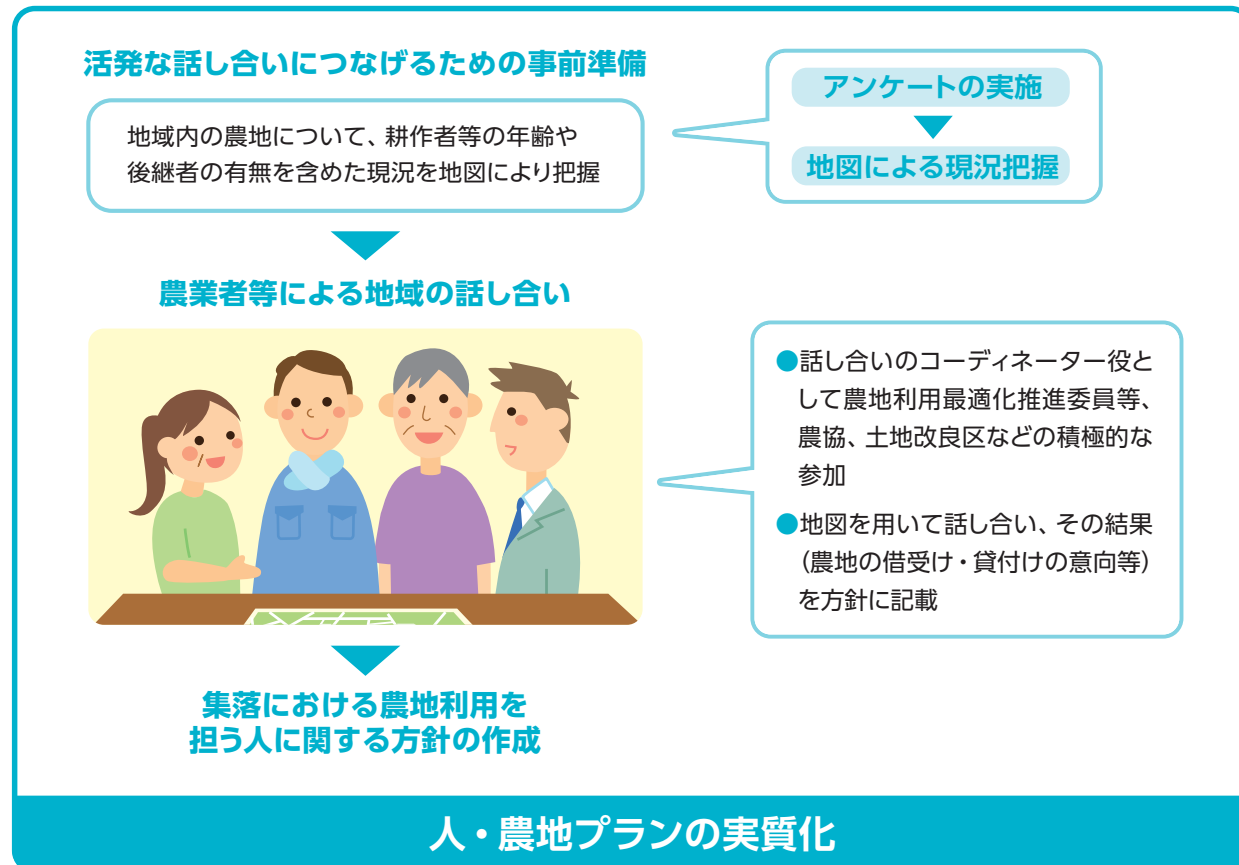 活発な話し合いにつなげるための事前準備
地域内の農地について、耕作者等の年齢や
後継者の有無を含めた現況を地図により把握
アンケートの実施
地図による現況把握
農業者等による地域の話し合い
●話し合いのコーディネーター役と
して農地利用最適化推進委員等、
農協、土地改良区などの積極的な
参加
●地図を用いて話し合い、その結果
（農地の借受け・貸付けの意向等）
を方針に記載
集落における農地利用を
担う人に関する方針の作成
人・農地プランの実質化